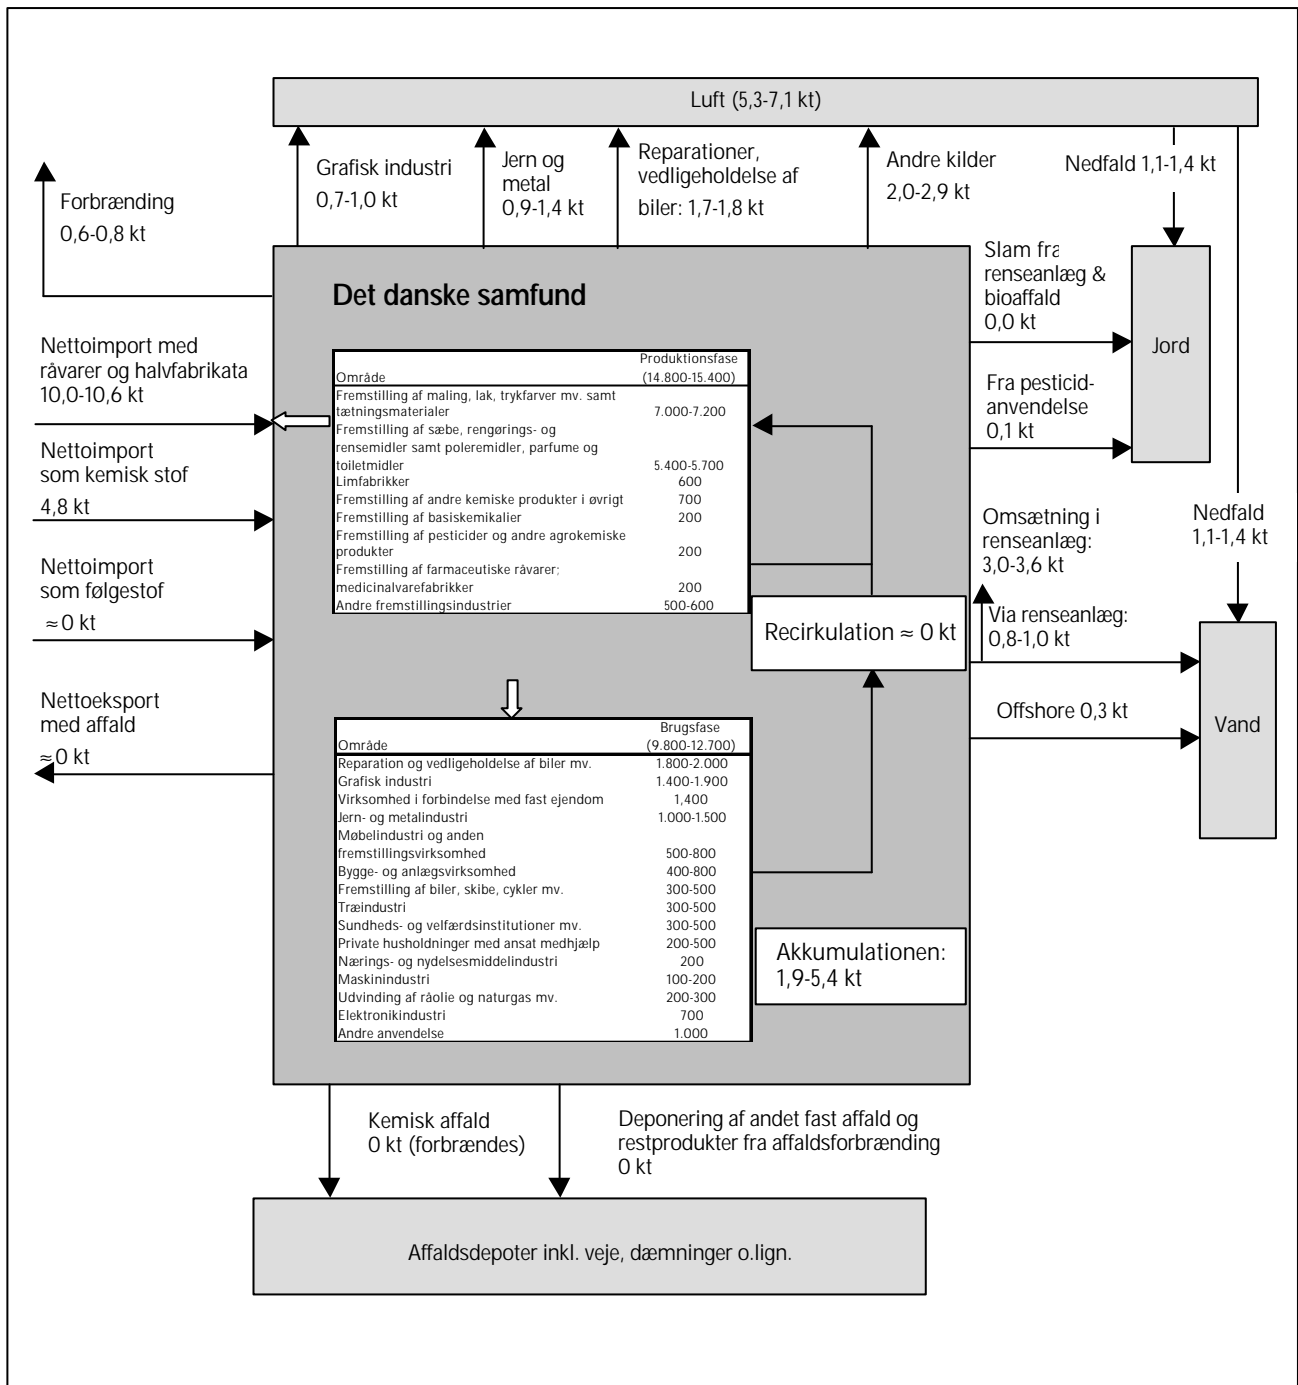 Luft (5,3-7,1 kt)
Forbrænding
0,6-0,8 kt
Grafisk industri
0,7-1,0 kt
Jern og
metal
0,9-1,4 kt
Reparationer,
vedligeholdelse af
biler: 1,7-1,8 kt
Andre kilder
2,0-2,9 kt
Nedfald 1,1-1,4 kt
Det danske samfund
Slam fra
renseanlæg &
bioaffald
0,0 kt
Jord
Fra pesticid-
anvendelse
0,1 kt
Nettoimport med
råvarer og halvfabrikata
10,0-10,6 kt
Nettoimport
som kemisk stof
4,8 kt
Nettoimport
som følgestof
≈0 kt
Nettoeksport
med affald
≈0 kt
Produktionsfase
Område (14.800-15.400)
Fremstilling af maling, lak, trykfarver mv. samt
tætningsmaterialer 7.000-7.200
Fremstilling af sæbe, rengørings- og
rensemidler samt poleremidler, parfume og
toiletmidler 5.400-5.700
Limfabrikker 600
Fremstilling af andre kemiske produkter i øvrigt 700
Fremstilling af basiskemikalier 200
Fremstilling af pesticider og andre agrokemiske
produkter 200
Fremstilling af farmaceutiske råvarer;
medicinalvarefabrikker 200
Andre fremstillingsindustrier 500-600
Recirkulation ≈ 0 kt
Omsætning i
renseanlæg:
3,0-3,6 kt
Nedfald
1,1-1,4 kt
Via renseanlæg:
0,8-1,0 kt
Offshore 0,3 kt
Vand
Brugsfase
Område (9.800-12.700)
Reparation og vedligeholdelse af biler mv. 1.800-2.000
Grafisk industri 1.400-1.900
Virksomhed i forbindelse med fast ejendom 1,400
Jern- og metalindustri 1.000-1.500
Møbelindustri og anden
fremstillingsvirksomhed 500-800
Bygge- og anlægsvirksomhed 400-800
Fremstilling af biler, skibe, cykler mv. 300-500
Træindustri 300-500
Sundheds- og velfærdsinstitutioner mv. 300-500
Private husholdninger med ansat medhjælp 200-500
Nærings- og nydelsesmiddelindustri 200
Maskinindustri 100-200
Udvinding af råolie og naturgas mv. 200-300
Elektronikindustri 700
Andre anvendelse 1.000
Akkumulationen:
1,9-5,4 kt
Kemisk affald
0 kt (forbrændes)
Deponering af andet fast affald og
restprodukter fra affaldsforbrænding
0 kt
Affaldsdepoter inkl. veje, dæmninger o.lign.